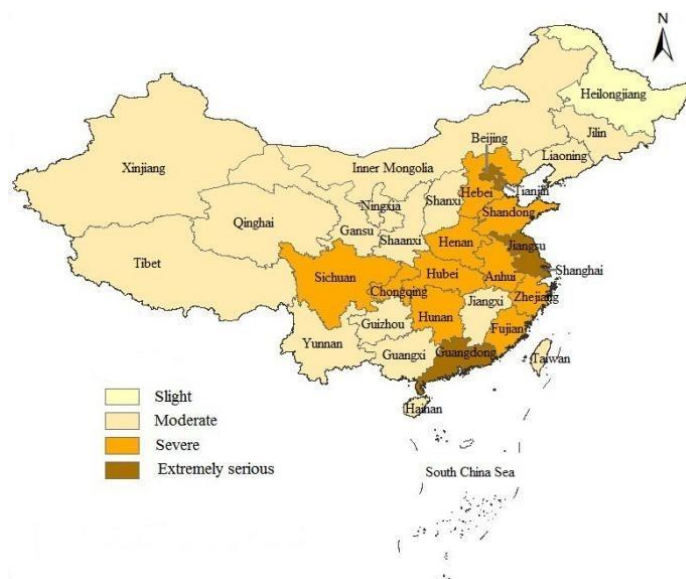 N
Heilongjiang
Jilin
Liaoning
Beijing
Inner Mongolia
Tianjin
Xinjiang
Hebei
Shanxi
Ningxia
Shandong
Qinghai
Gansu
Shaanxi
Henan
Jiangsu
Tibet
Shanghai
Sichuan
Hubei
Anhui
Chongqing
Zhejiang
Jiangxi
Hunan
Guizhou
Fujian
Yunnan
Guangxi
Guangdong
Taiwan
Hainan
Slight
Moderate
Severe
Extremely serious
South China Sea